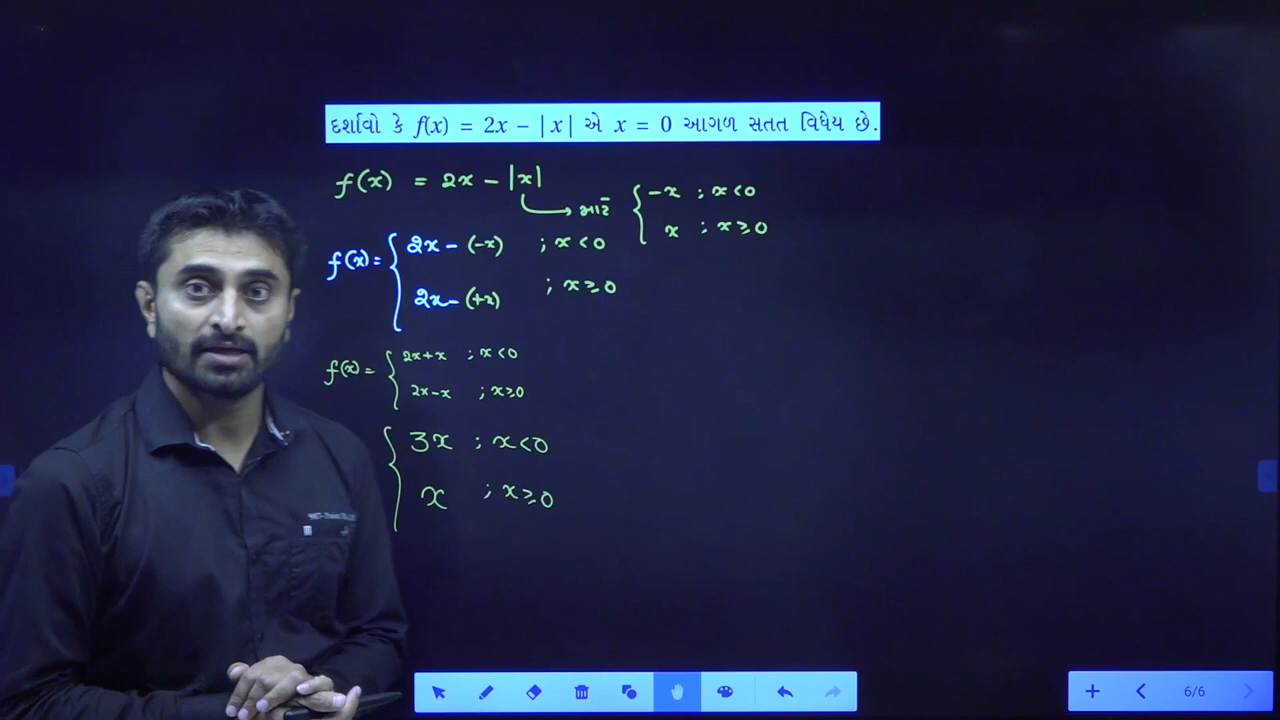 દર્શાવો કે f(x) = 2x − |x| એ x = 0 આગળ સતત વિધેય છે.
f(x) = 2x − |x|
માટે { −x ; x<0
x ; x≥0
f(x) = { 2x − (−x) ; x<0
2x − (+x) ; x≥0
f(x) = { 2x+x ; x<0
2x−x ; x≥0
{ 3x ; x<0
x ; x≥0
6/6